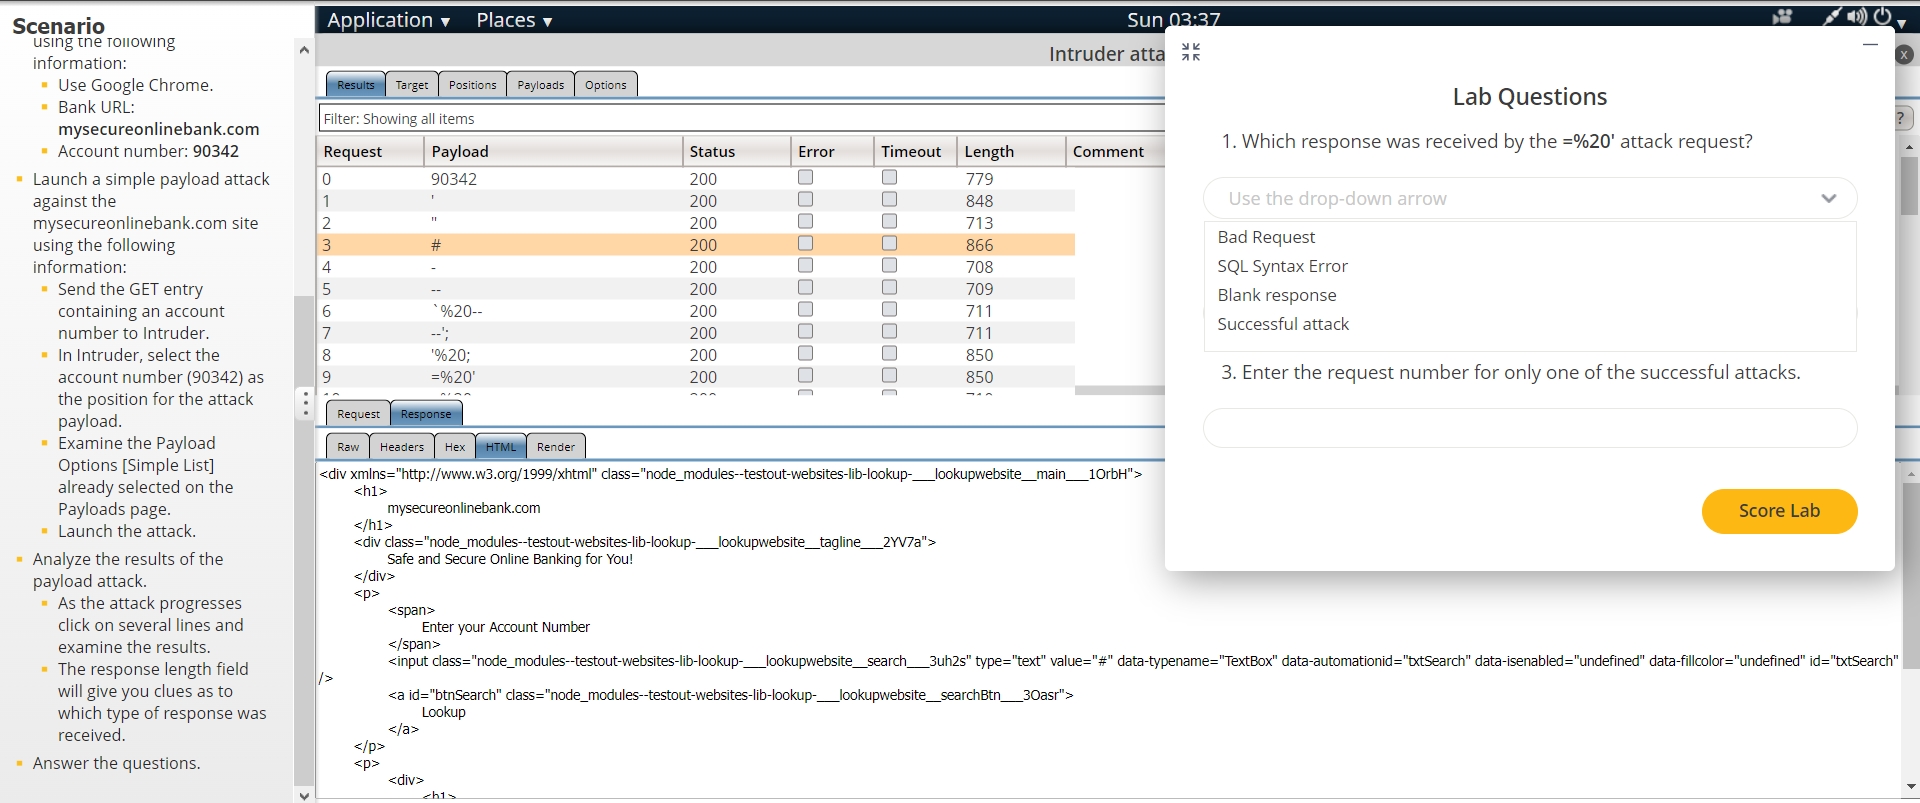 Scenario
using the following
information:
Use Google Chrome.
Bank URL:
mysecureonlinebank.com
Account number: 90342
Launch a simple payload attack
against the
mysecureonlinebank.com site
using the following
information:
Send the GET entry
containing an account
number to Intruder.
In Intruder, select the
account number (90342) as
the position for the attack
payload.
Examine the Payload
Options [Simple List]
already selected on the
Payloads page.
Launch the attack.
Analyze the results of the
payload attack.
As the attack progresses
click on several lines and
examine the results.
The response length field
will give you clues as to
which type of response was
received.
Answer the questions.
Application ▼ Places ▼ Sun 03:37
Intruder atta
x
Results Target Positions Payloads Options
Filter: Showing all items
?
Request Payload Status Error Timeout Length Comment
0 90342 200 779
1 ' 200 848
2 " 200 713
3 # 200 866
4 - 200 708
5 -- 200 709
6 `%20-- 200 711
7 --'; 200 711
8 '%20; 200 850
9 =%20' 200 850
Request Response
Raw Headers Hex HTML Render
<div xmlns="http://www.w3.org/1999/xhtml" class="node_modules--testout-websites-lib-lookup-___lookupwebsite__main___1OrbH">
<h1>
mysecureonlinebank.com
</h1>
<div class="node_modules--testout-websites-lib-lookup-___lookupwebsite__tagline___2YV7a">
Safe and Secure Online Banking for You!
</div>
<p>
<span>
Enter your Account Number
</span>
<input class="node_modules--testout-websites-lib-lookup-___lookupwebsite__search___3uh2s" type="text" value="#" data-typename="TextBox" data-automationid="txtSearch" data-isenabled="undefined" data-fillcolor="undefined" id="txtSearch"
/>
<a id="btnSearch" class="node_modules--testout-websites-lib-lookup-___lookupwebsite__searchBtn___3Oasr">
Lookup
</a>
</p>
<p>
<div>
<h1>
Lab Questions
1. Which response was received by the =%20' attack request?
Use the drop-down arrow
Bad Request
SQL Syntax Error
Blank response
Successful attack
3. Enter the request number for only one of the successful attacks.
Score Lab